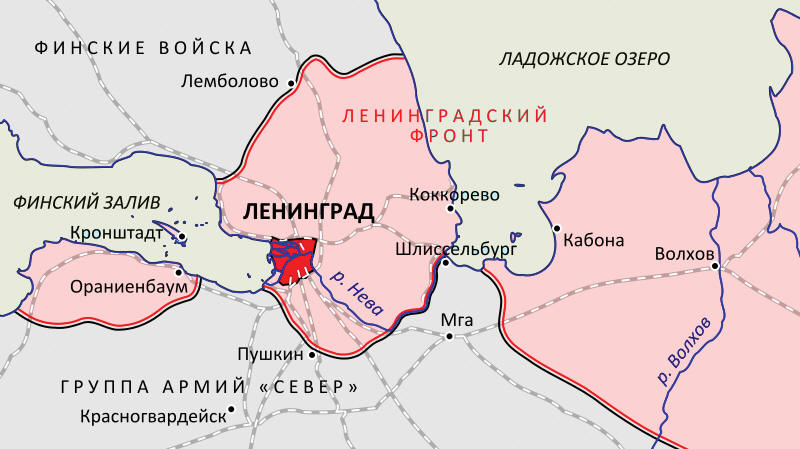 ФИНСКИЕ ВОЙСКА
ЛАДОЖСКОЕ ОЗЕРО
Лемболово
ЛЕНИНГРАДСКИЙ
ФРОНТ
ФИНСКИЙ ЗАЛИВ
ЛЕНИНГРАД
Коккорево
Кронштадт
Шлиссельбург
Кабона
Волхов
Ораниенбаум
р. Нева
Мга
Пушкин
р. Волхов
ГРУППА АРМИЙ «СЕВЕР»
Красногвардейск